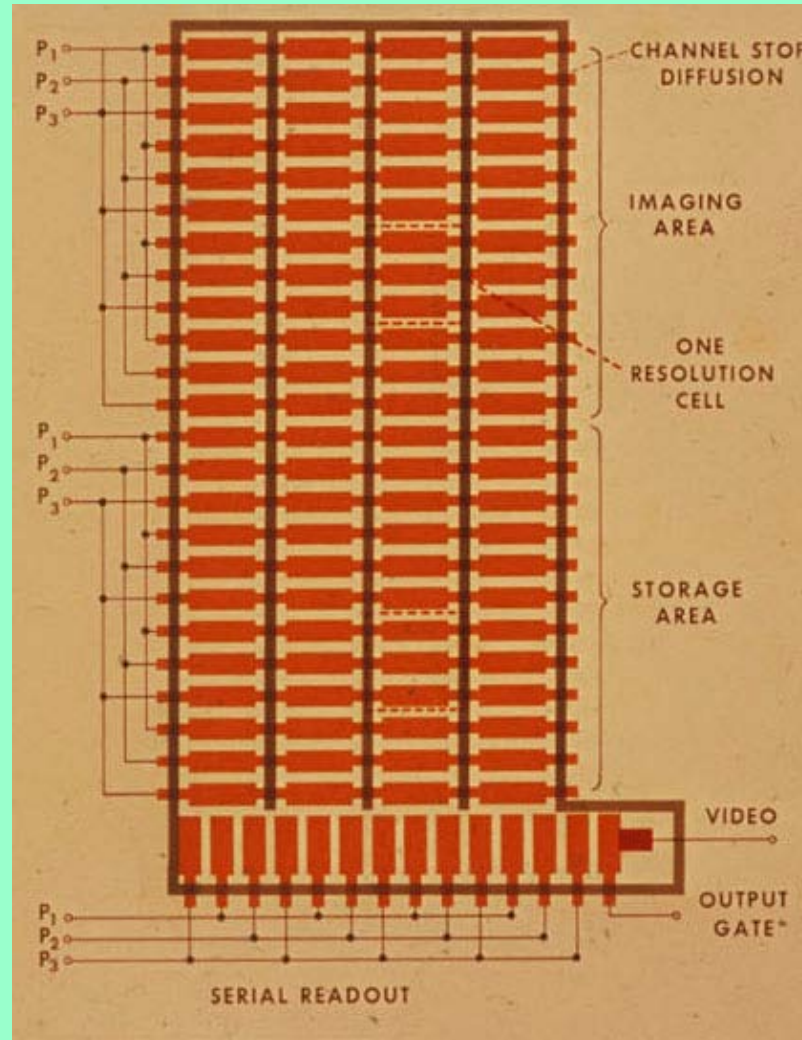 P1
P2
P3
CHANNEL STOP
DIFFUSION
IMAGING
AREA
ONE
RESOLUTION
CELL
P1
P2
P3
STORAGE
AREA
VIDEO
OUTPUT
GATE
P1
P2
P3
SERIAL READOUT